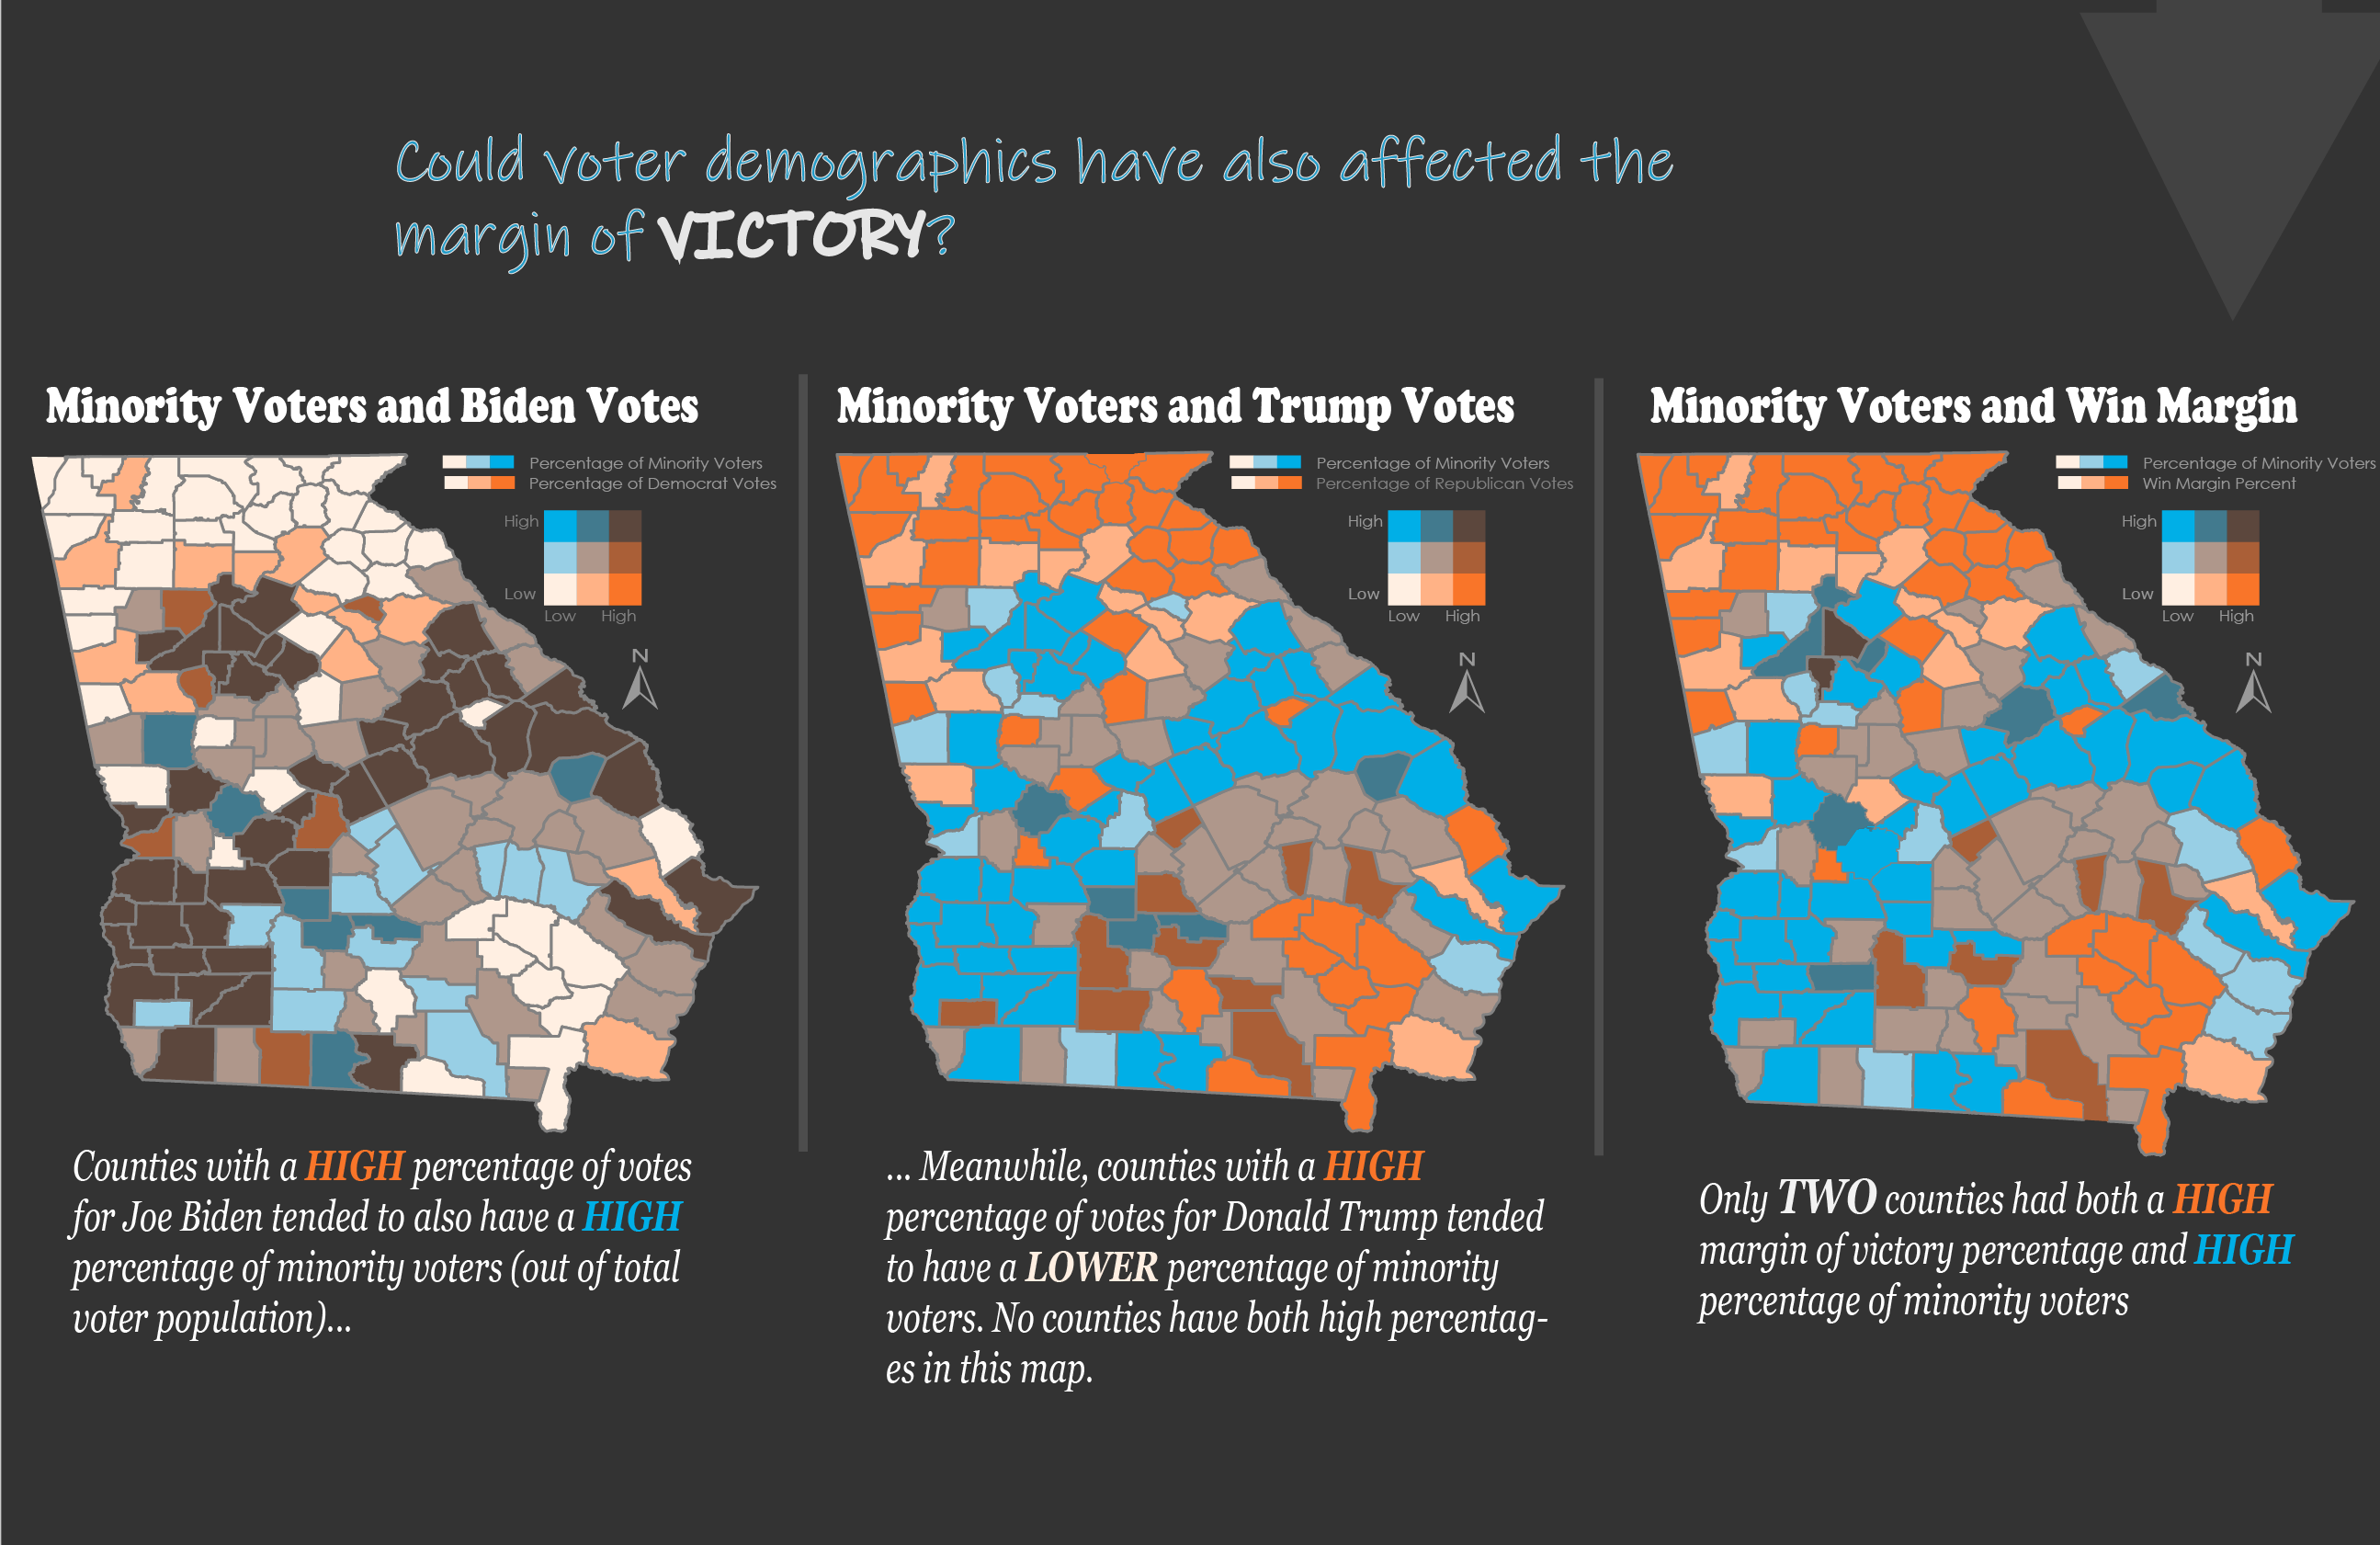 Could voter demographics have also affected the
margin of VICTORY?
Minority Voters and Biden Votes
Percentage of Minority Voters
Percentage of Democrat Votes
High
Low
Low High
N
Counties with a HIGH percentage of votes
for Joe Biden tended to also have a HIGH
percentage of minority voters (out of total
voter population)...
Minority Voters and Trump Votes
Percentage of Minority Voters
Percentage of Republican Votes
High
Low
Low High
N
... Meanwhile, counties with a HIGH
percentage of votes for Donald Trump tended
to have a LOWER percentage of minority
voters. No counties have both high percentag-
es in this map.
Minority Voters and Win Margin
Percentage of Minority Voters
Win Margin Percent
High
Low
Low High
N
Only TWO counties had both a HIGH
margin of victory percentage and HIGH
percentage of minority voters